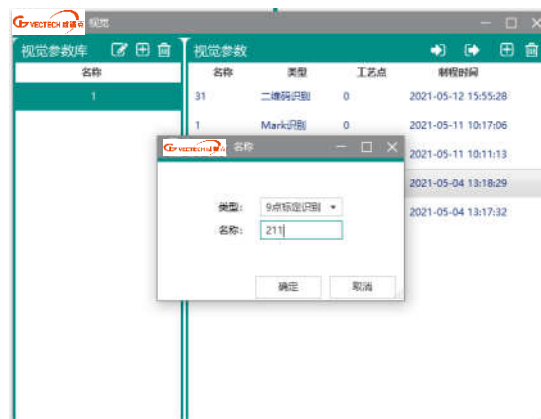 VECTECH 视觉
视觉参数库
视觉参数
名称
名称 类型 工艺点 制程时间
1
31 二维码识别 0 2021-05-12 15:55:28
1 Mark识别 0 2021-05-11 10:17:06
VECTECH 名称
2021-05-11 10:11:13
2021-05-04 13:18:29
类型: 9点标定识别
2021-05-04 13:17:32
名称: 211
确定 取消